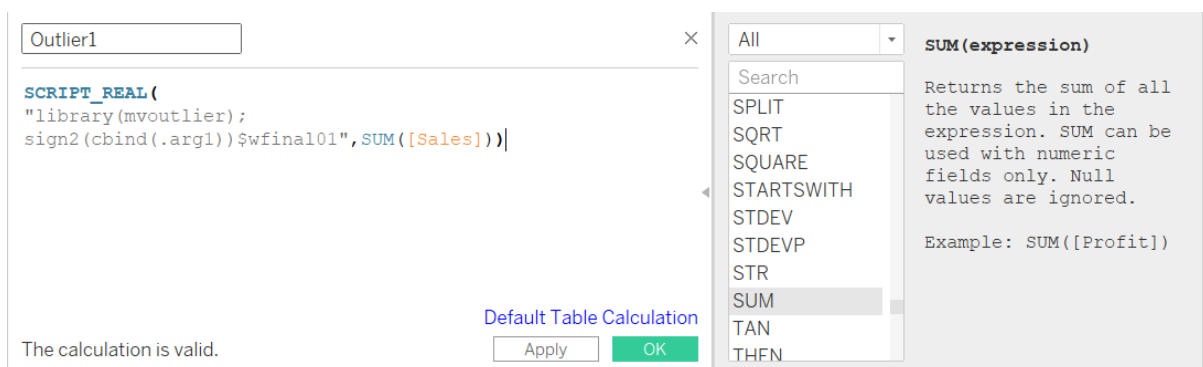 Outlier1
SCRIPT_REAL(
"library(mvoutlier);
sign2(cbind(.arg1))$wfinal01",SUM([Sales]))
Default Table Calculation
The calculation is valid.
Apply
OK
All
Search
SPLIT
SQRT
SQUARE
STARTSWITH
STDEV
STDEVP
STR
SUM
TAN
THEN
SUM(expression)
Returns the sum of all
the values in the
expression. SUM can be
used with numeric
fields only. Null
values are ignored.
Example: SUM([Profit])